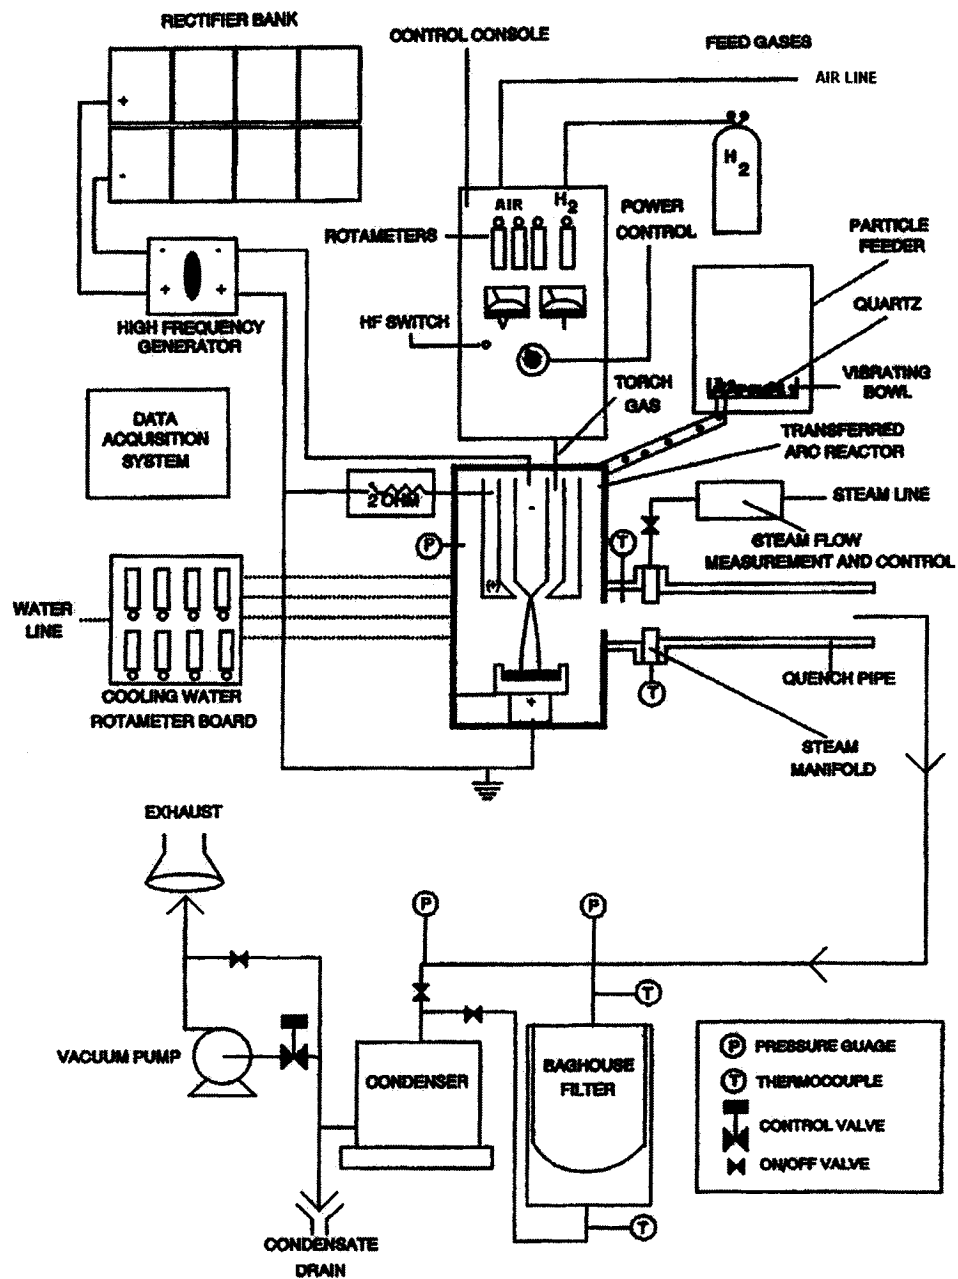 RECTIFIER BANK
CONTROL CONSOLE
FEED GASES
AIR LINE
+
-
H2
AIR
H2
POWER
CONTROL
ROTAMETERS
PARTICLE
FEEDER
QUARTZ
- -
+ +
HIGH FREQUENCY
GENERATOR
V
I
HF SWITCH
VIBRATING
BOWL
TORCH
GAS
DATA
ACQUISITION
SYSTEM
TRANSFERRED
ARC REACTOR
2 OHM
STEAM LINE
-
P
T
STEAM FLOW
MEASUREMENT AND CONTROL
(+)
WATER
LINE
COOLING WATER
ROTAMETER BOARD
QUENCH PIPE
T
+
STEAM
MANIFOLD
EXHAUST
P
P
T
VACUUM PUMP
CONDENSER
BAGHOUSE
FILTER
P PRESSURE GUAGE
T THERMOCOUPLE
CONTROL VALVE
ON/OFF VALVE
T
CONDENSATE
DRAIN